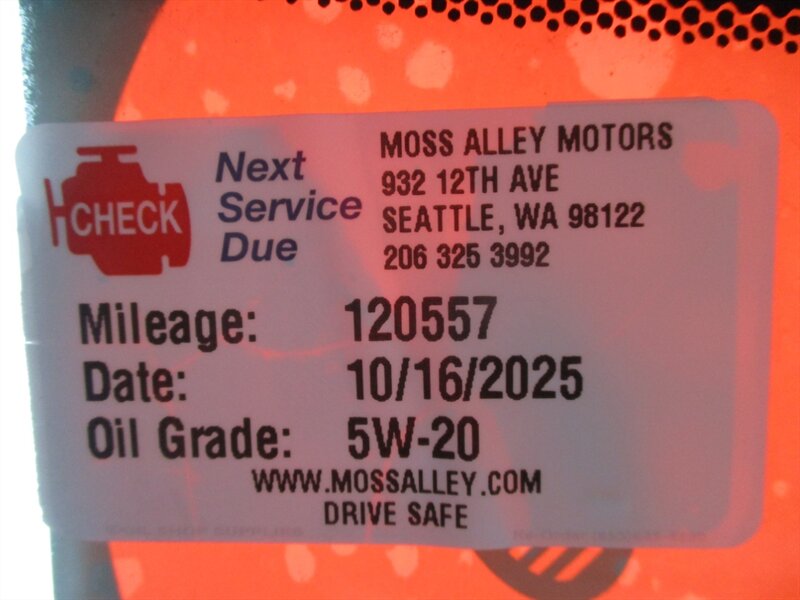 CHECK
Next
Service
Due
MOSS ALLEY MOTORS
932 12TH AVE
SEATTLE, WA 98122
206 325 3992
Mileage: 120557
Date: 10/16/2025
Oil Grade: 5W-20
WWW.MOSSALLEY.COM
DRIVE SAFE